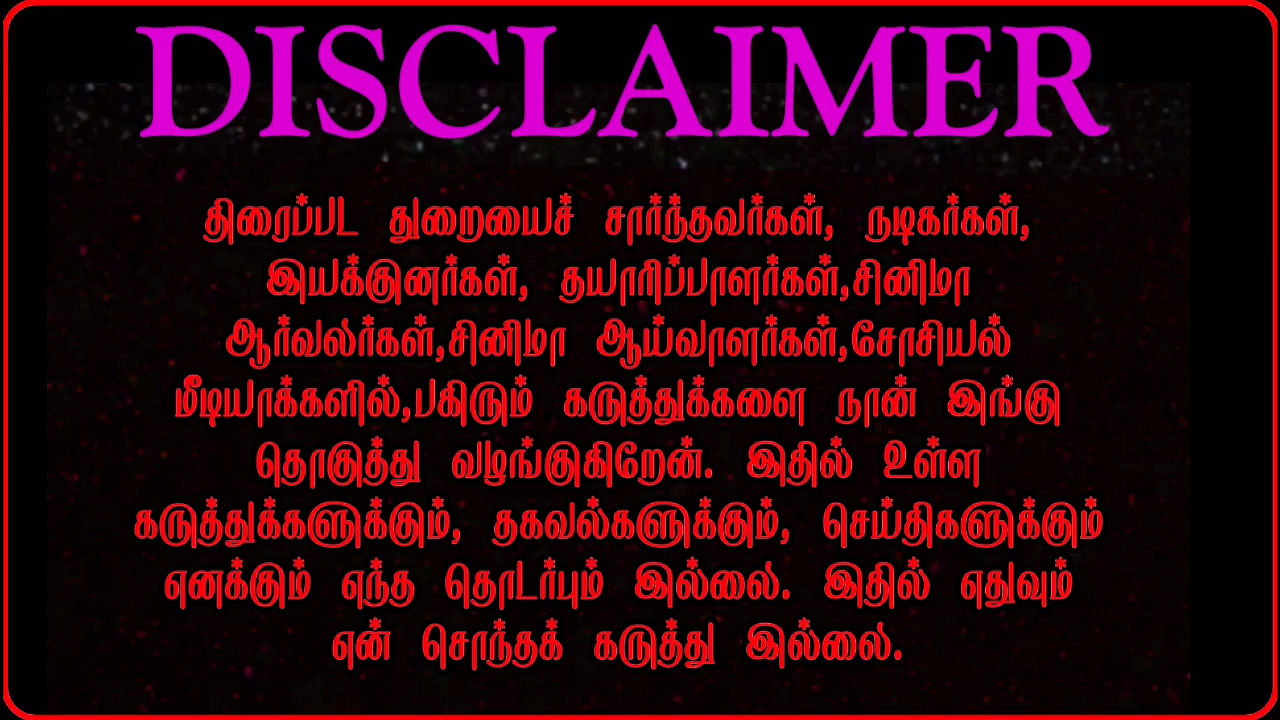 DISCLAIMER
திரைப்பட துறையைச் சார்ந்தவர்கள், நடிகர்கள்,
இயக்குனர்கள், தயாரிப்பாளர்கள்,சினிமா
ஆர்வலர்கள்,சினிமா ஆய்வாளர்கள்,சோசியல்
மீடியாக்களில்,பகிரும் கருத்துக்களை நான் இங்கு
தொகுத்து வழங்குகிறேன். இதில் உள்ள
கருத்துக்களுக்கும், தகவல்களுக்கும், செய்திகளுக்கும்
எனக்கும் எந்த தொடர்பும் இல்லை. இதில் எதுவும்
என் சொந்தக் கருத்து இல்லை.